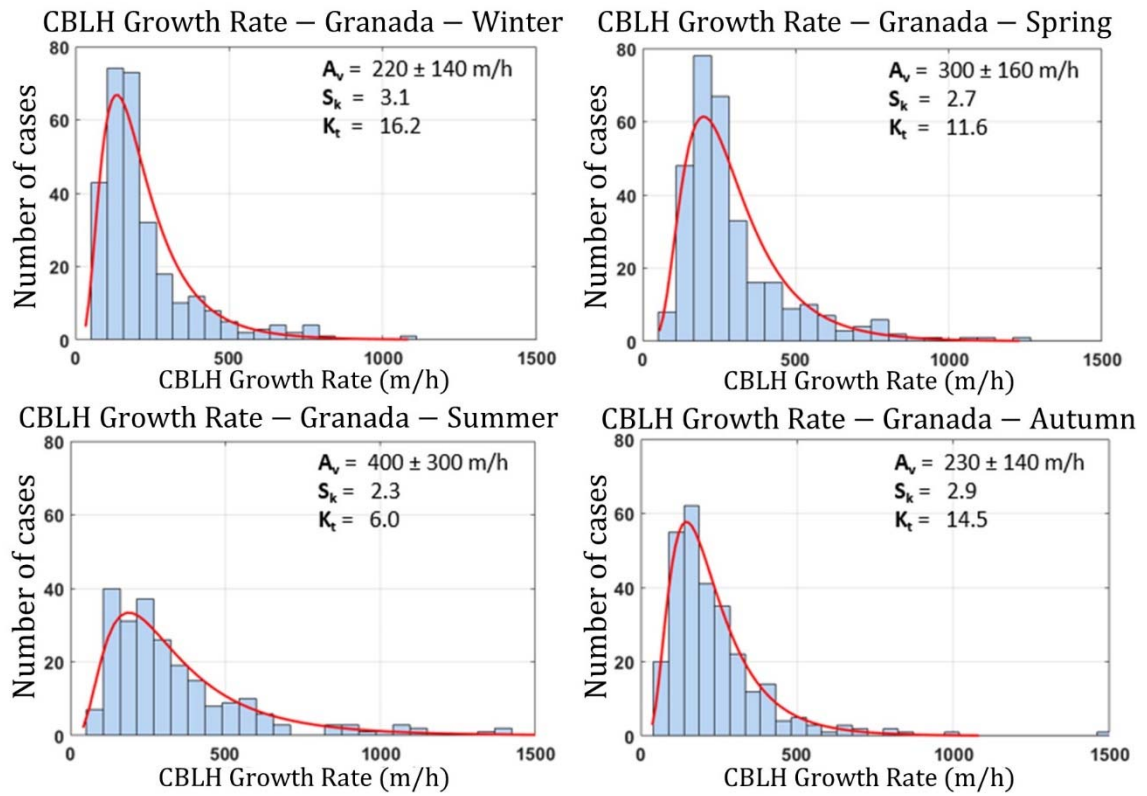 CBLH Growth Rate − Granada − Winter
Number of cases
80
60
40
20
0
A_v = 220 ± 140 m/h
S_k = 3.1
K_t = 16.2
0 500 1000 1500
CBLH Growth Rate (m/h)
CBLH Growth Rate − Granada − Spring
Number of cases
80
60
40
20
0
A_v = 300 ± 160 m/h
S_k = 2.7
K_t = 11.6
0 500 1000 1500
CBLH Growth Rate (m/h)
CBLH Growth Rate − Granada − Summer
Number of cases
80
60
40
20
0
A_v = 400 ± 300 m/h
S_k = 2.3
K_t = 6.0
0 500 1000 1500
CBLH Growth Rate (m/h)
CBLH Growth Rate − Granada − Autumn
Number of cases
80
60
40
20
0
A_v = 230 ± 140 m/h
S_k = 2.9
K_t = 14.5
0 500 1000 1500
CBLH Growth Rate (m/h)